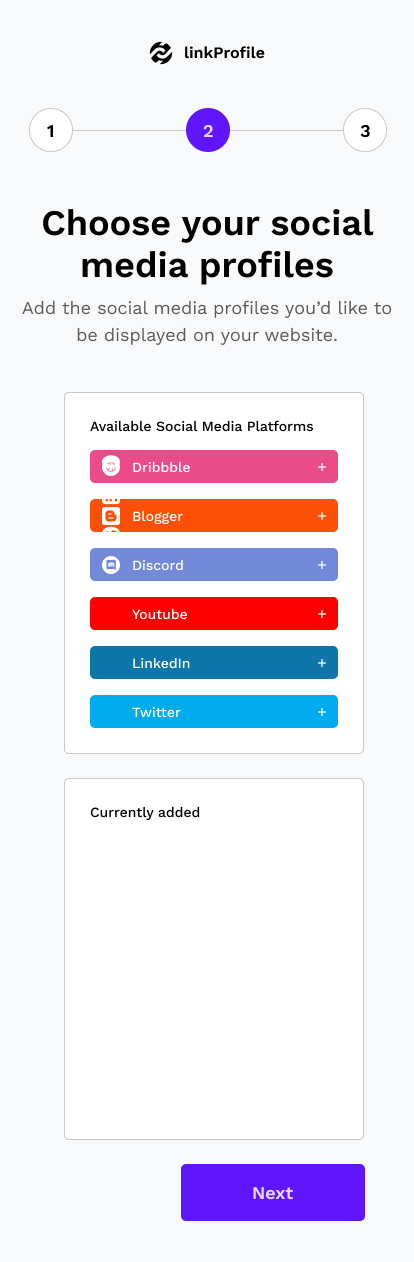 linkProfile
1
2
3
Choose your social
media profiles
Add the social media profiles you’d like to
be displayed on your website.
Available Social Media Platforms
Dribbble +
Blogger +
Discord +
Youtube +
LinkedIn +
Twitter +
Currently added
Next